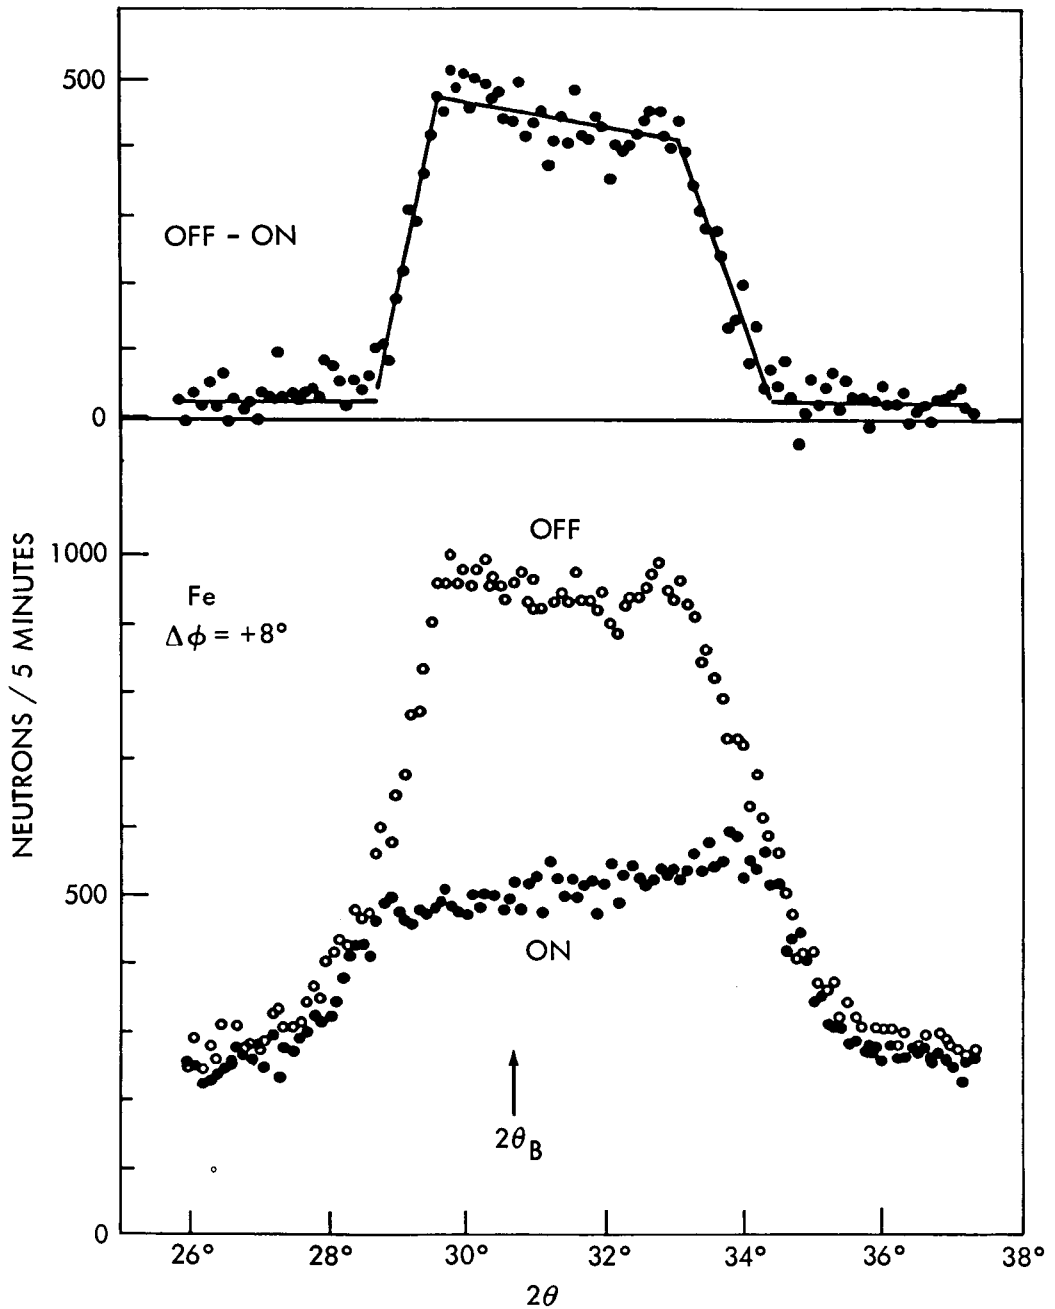 500
OFF – ON
0
NEUTRONS / 5 MINUTES
1000
OFF
Fe
Δϕ = +8°
500
ON
2θB
0
26° 28° 30° 32° 34° 36° 38°
2θ